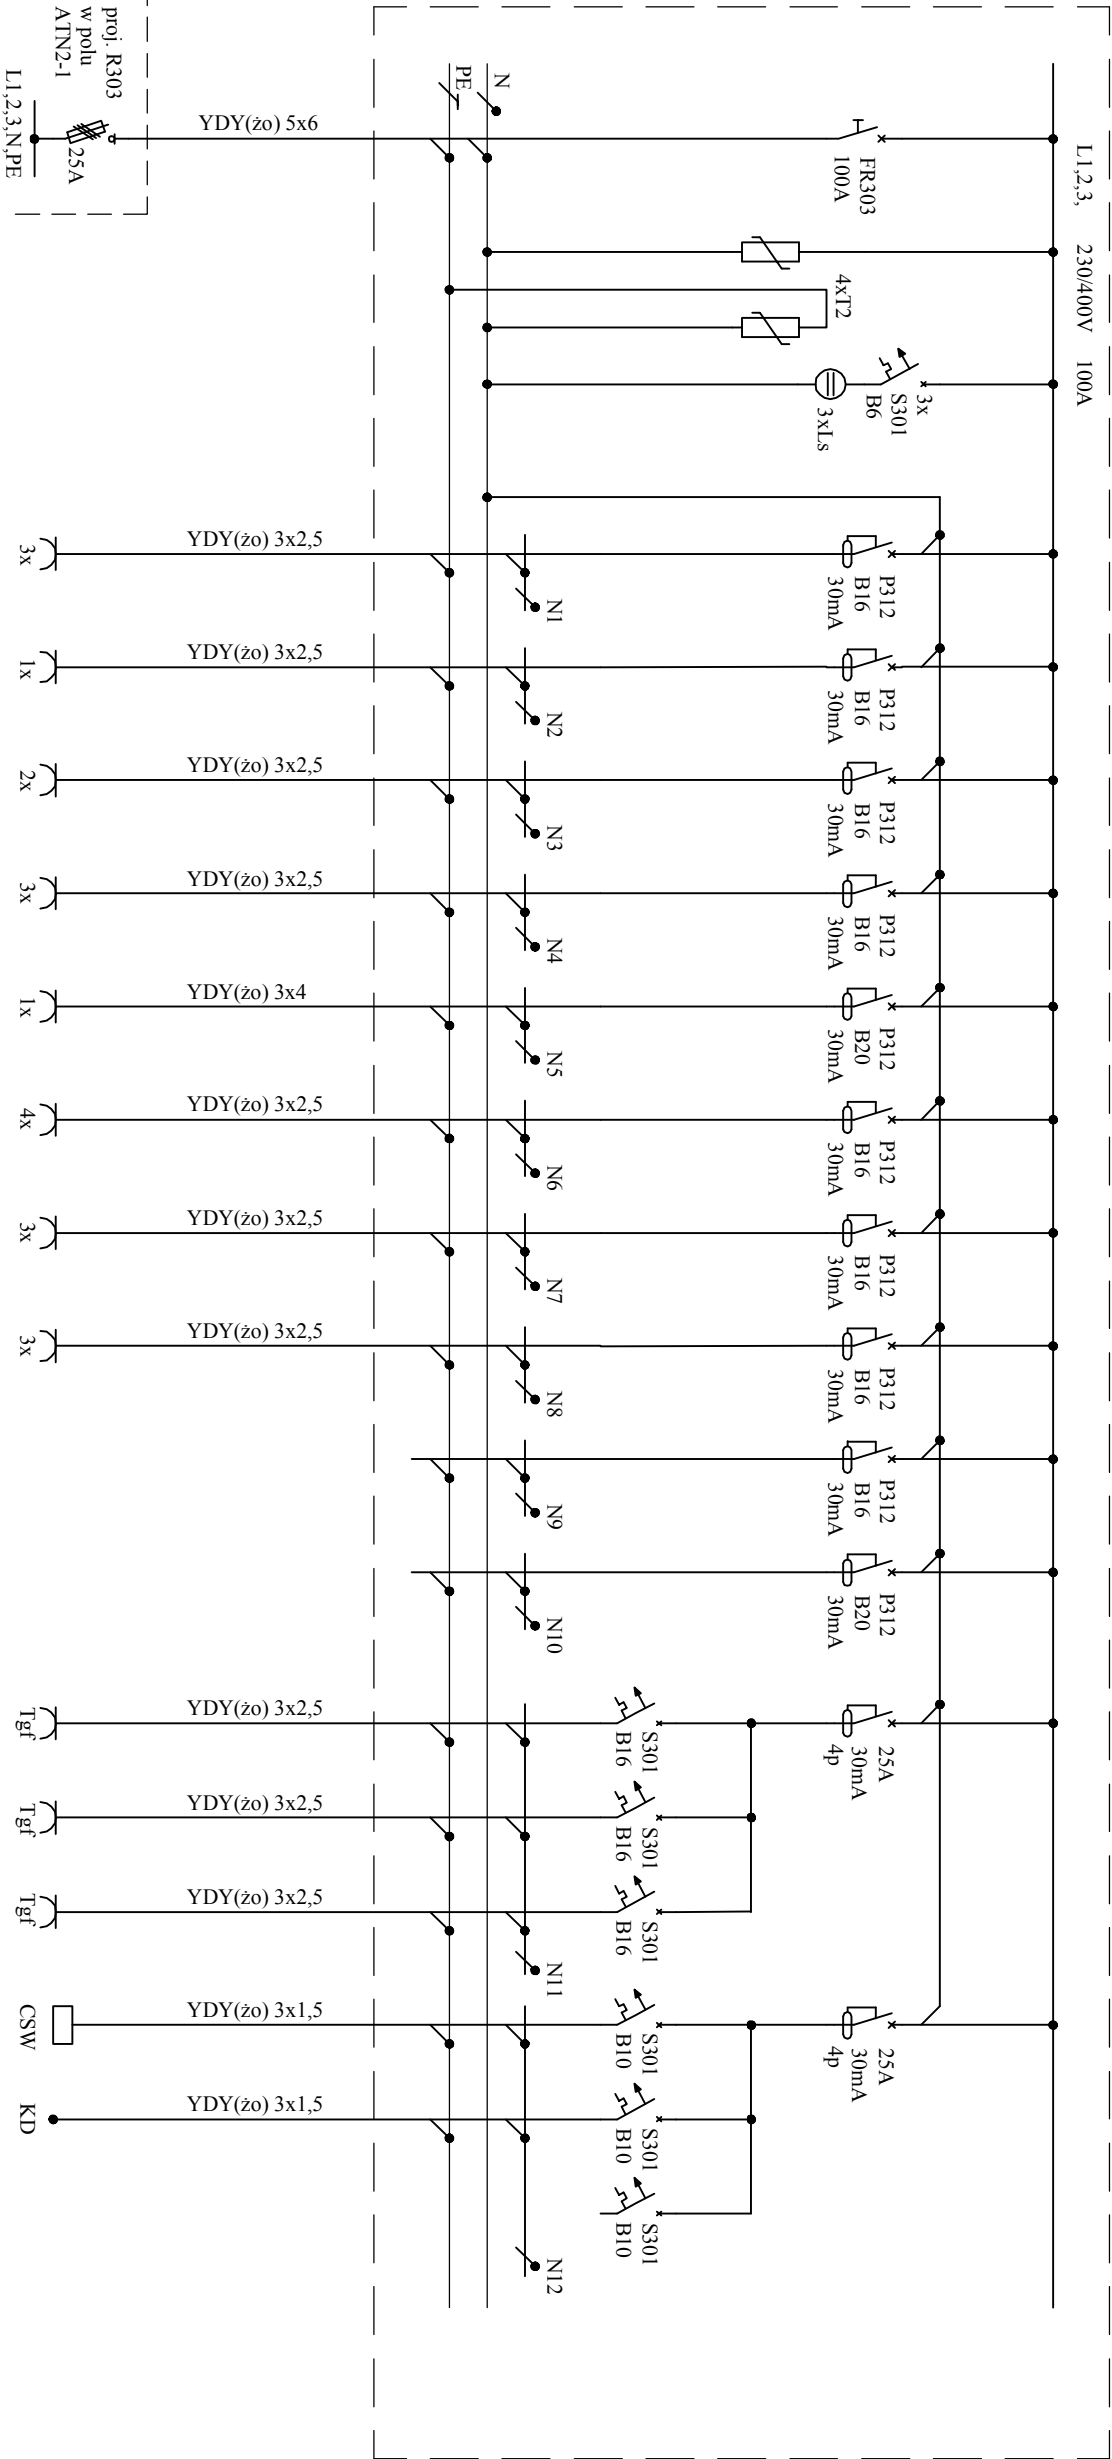 L1,2,3, 230/400V 100A
FR303
100A
4xT2
3x
S301
B6
3xLs
N
PE
YDY(żo) 5x6
proj. R303
w polu
ATN2-1
25A
L1,2,3,N,PE
P312
B16
30mA
N1
YDY(żo) 3x2,5
3x
P312
B16
30mA
N2
YDY(żo) 3x2,5
1x
P312
B16
30mA
N3
YDY(żo) 3x2,5
2x
P312
B16
30mA
N4
YDY(żo) 3x2,5
3x
P312
B20
30mA
N5
YDY(żo) 3x4
1x
P312
B16
30mA
N6
YDY(żo) 3x2,5
4x
P312
B16
30mA
N7
YDY(żo) 3x2,5
3x
P312
B16
30mA
N8
YDY(żo) 3x2,5
3x
P312
B16
30mA
N9
P312
B20
30mA
N10
25A
30mA
4p
S301
B16
YDY(żo) 3x2,5
Tgf
S301
B16
YDY(żo) 3x2,5
Tgf
S301
B16
N11
YDY(żo) 3x2,5
Tgf
25A
30mA
4p
S301
B10
YDY(żo) 3x1,5
CSW
S301
B10
YDY(żo) 3x1,5
KD
S301
B10
N12